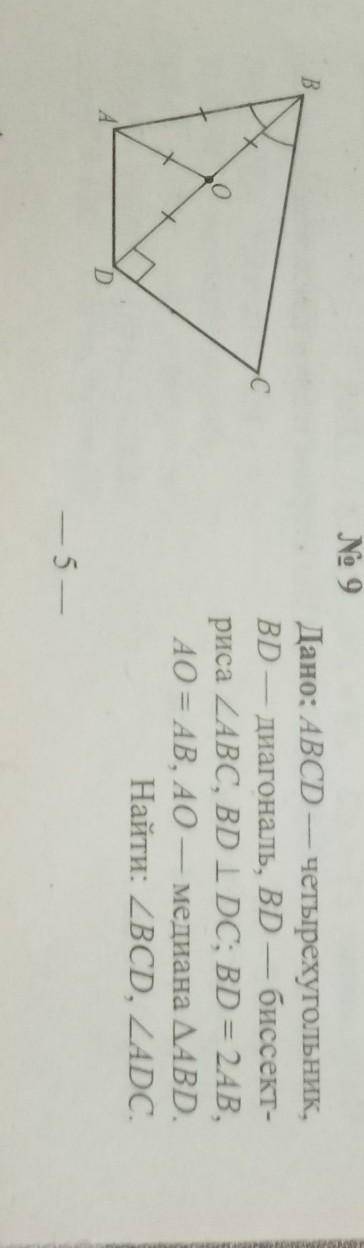 № 9
Дано: ABCD — четырехугольник,
BD — диагональ, BD — биссект-
риса ∠ABC, BD ⊥ DC; BD = 2AB,
AO = AB, AO — медиана ΔABD.
Найти: ∠BCD, ∠ADC.
B
A
O
D
C
— 5 —